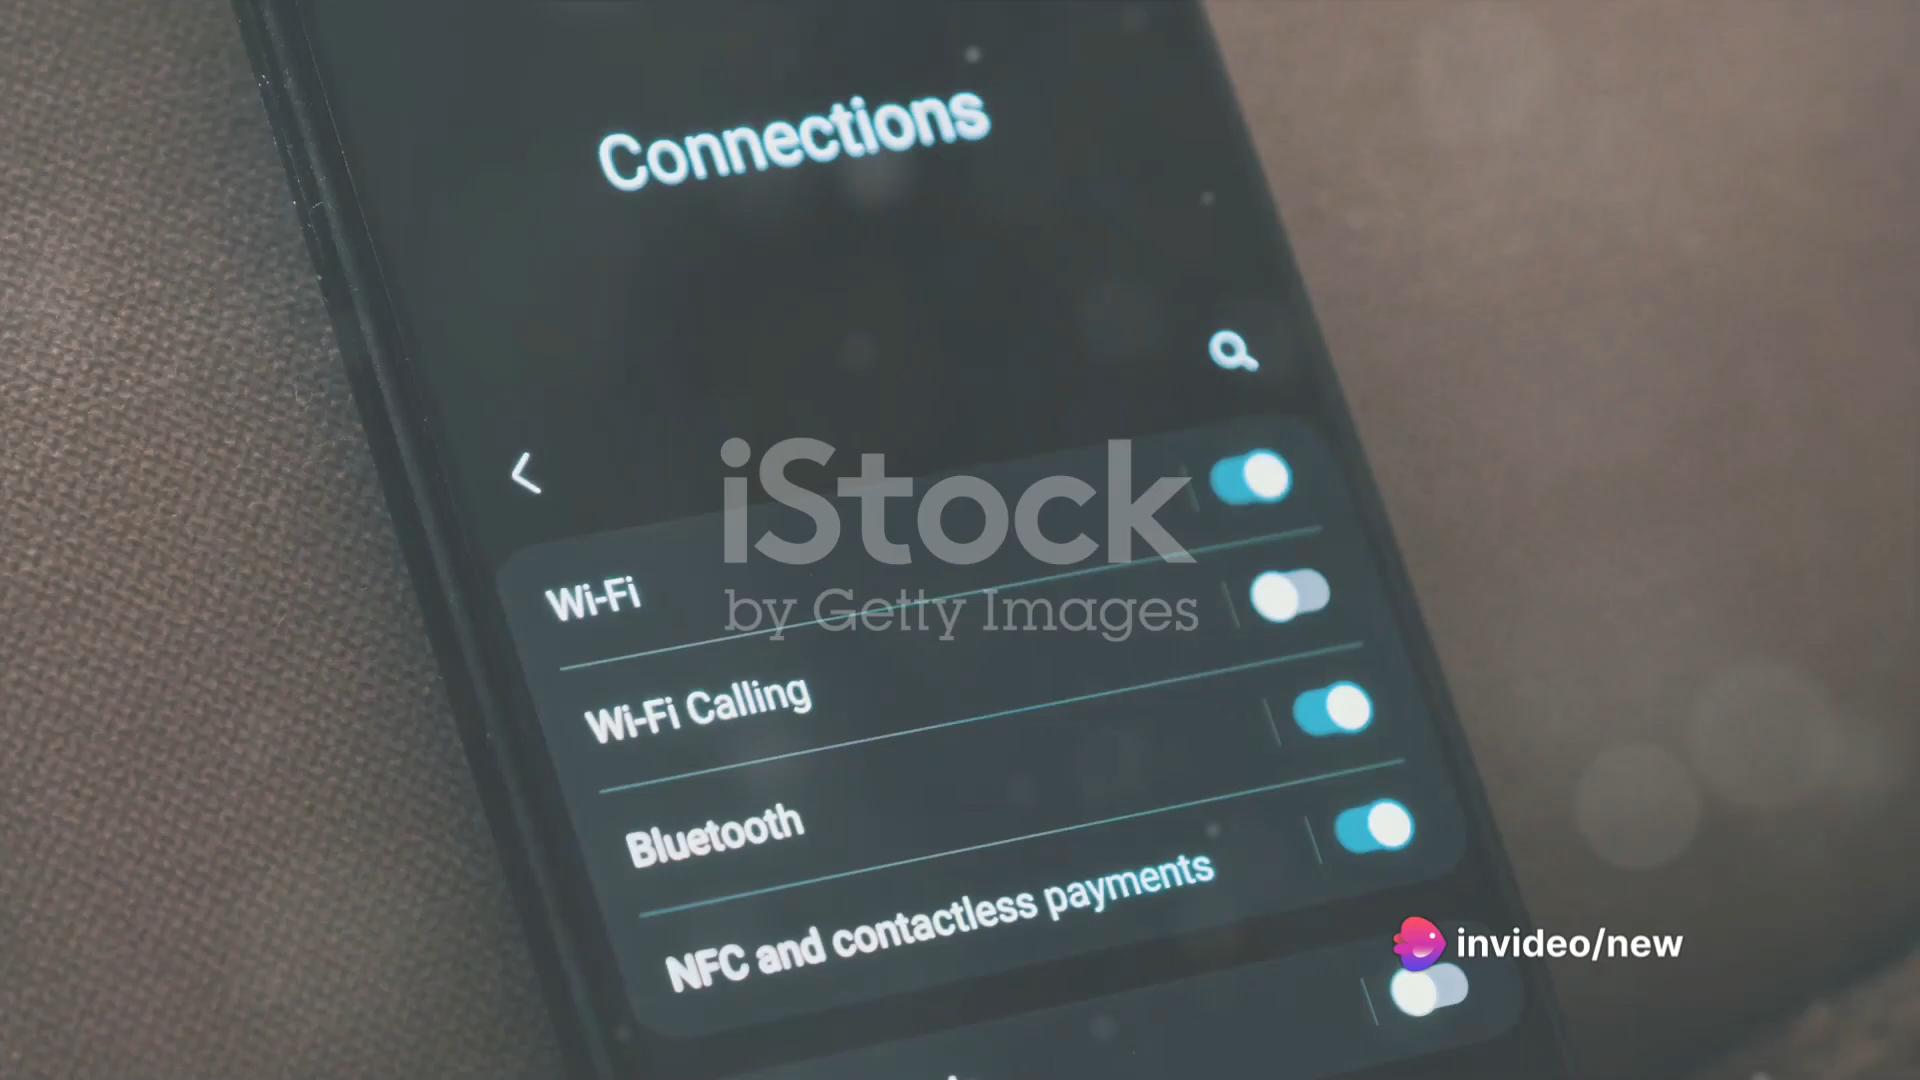 Connections
iStock
by Getty Images
Wi-Fi
Wi-Fi Calling
Bluetooth
NFC and contactless payments
invideo/new